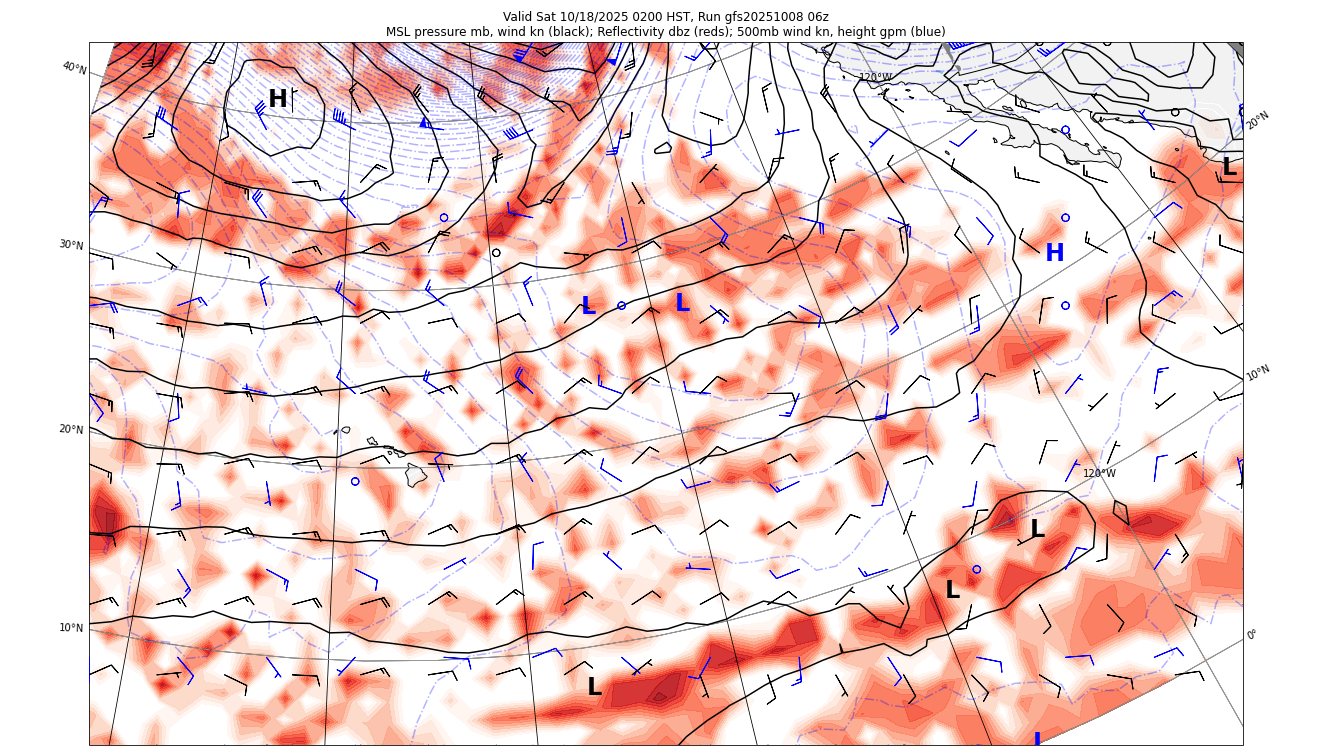 Valid Sat 10/18/2025 0200 HST, Run gfs20251008 06z
MSL pressure mb, wind kn (black); Reflectivity dbz (reds); 500mb wind kn, height gpm (blue)
40°N
120°W
20°N
H
L
30°N
H
L
L
10°N
20°N
120°W
L
L
10°N
0°
L
L